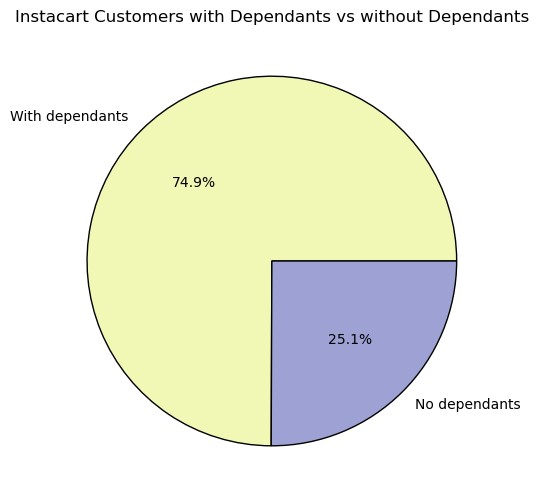 Instacart Customers with Dependants vs without Dependants
With dependants
74.9%
25.1%
No dependants